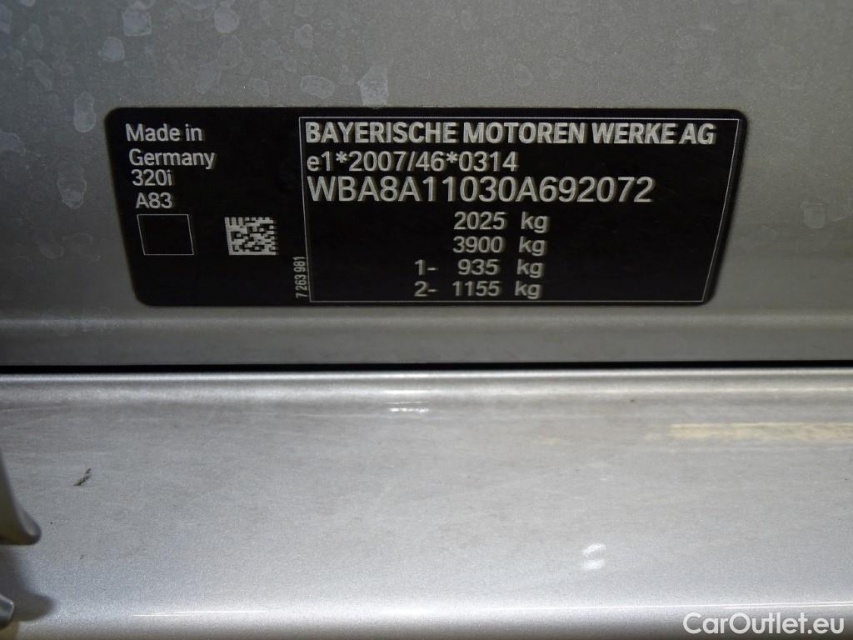 Made in
Germany
320i
A83
7 263 981
BAYERISCHE MOTOREN WERKE AG
e1*2007/46*0314
WBA8A11030A692072
2025 kg
3900 kg
1- 935 kg
2- 1155 kg
CarOutlet.eu